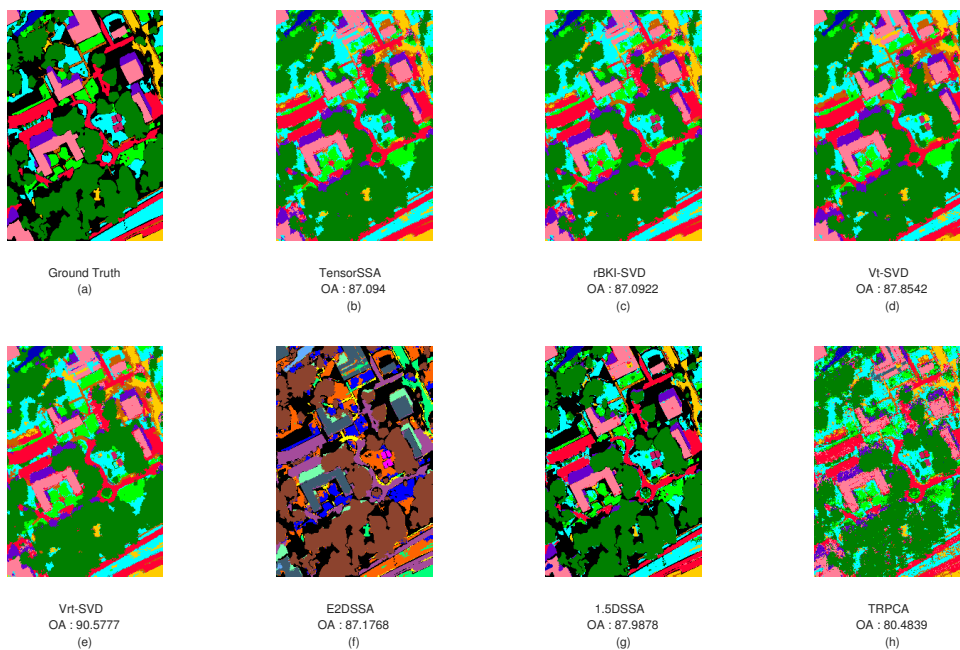 Ground Truth
(a)
TensorSSA
OA : 87.094
(b)
rBKI-SVD
OA : 87.0922
(c)
Vt-SVD
OA : 87.8542
(d)
Vrt-SVD
OA : 90.5777
(e)
E2DSSA
OA : 87.1768
(f)
1.5DSSA
OA : 87.9878
(g)
TRPCA
OA : 80.4839
(h)